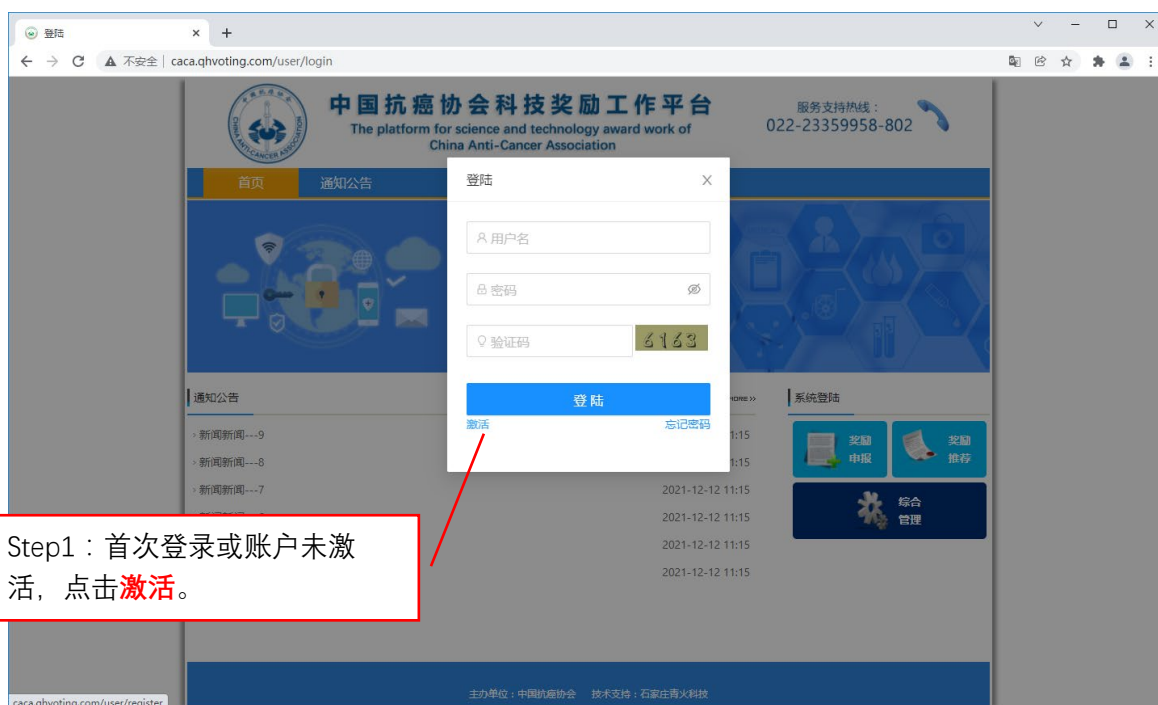 登陆
不安全
caca.qhvoting.com/user/login
中国抗癌协会科技奖励工作平台
The platform for science and technology award work of
China Anti-Cancer Association
CHINA ANTI-CANCER ASSOCIATION
服务支持热线：
022-23359958-802
首页
通知公告
登陆
用户名
密码
验证码
6163
登 陆
激活
忘记密码
通知公告
系统登陆
新闻新闻---9
新闻新闻---8
新闻新闻---7
1:15
1:15
2021-12-12 11:15
2021-12-12 11:15
2021-12-12 11:15
2021-12-12 11:15
奖励
申报
奖励
推荐
综合
管理
Step1：首次登录或账户未激
活，点击激活。
主办单位：中国抗癌协会 技术支持：石家庄青火科技
caca.qhvoting.com/user/register